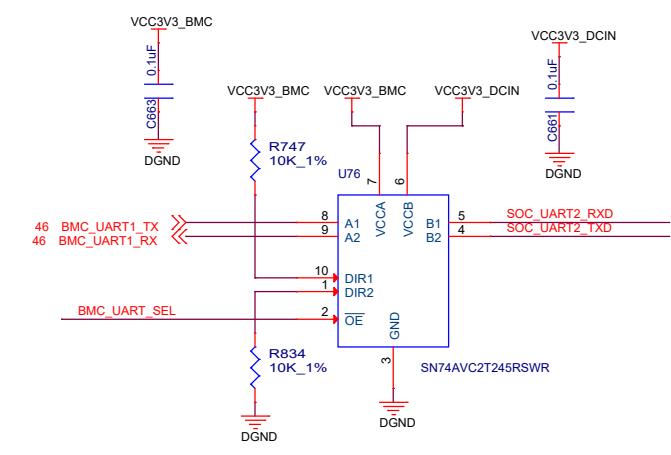 VCC3V3_BMC
VCC3V3_DCIN
0.1uF
C663
DGND
0.1uF
C661
DGND
VCC3V3_BMC
VCC3V3_BMC
VCC3V3_DCIN
R747
10K_1%
U76
7
6
46 BMC_UART1_TX
46 BMC_UART1_RX
8
9
A1
A2
VCCA
VCCB
B1
B2
5
4
SOC_UART2_RXD
SOC_UART2_TXD
10
1
DIR1
DIR2
BMC_UART_SEL
2
OE
GND
3
R834
10K_1%
SN74AVC2T245RSWR
DGND
DGND